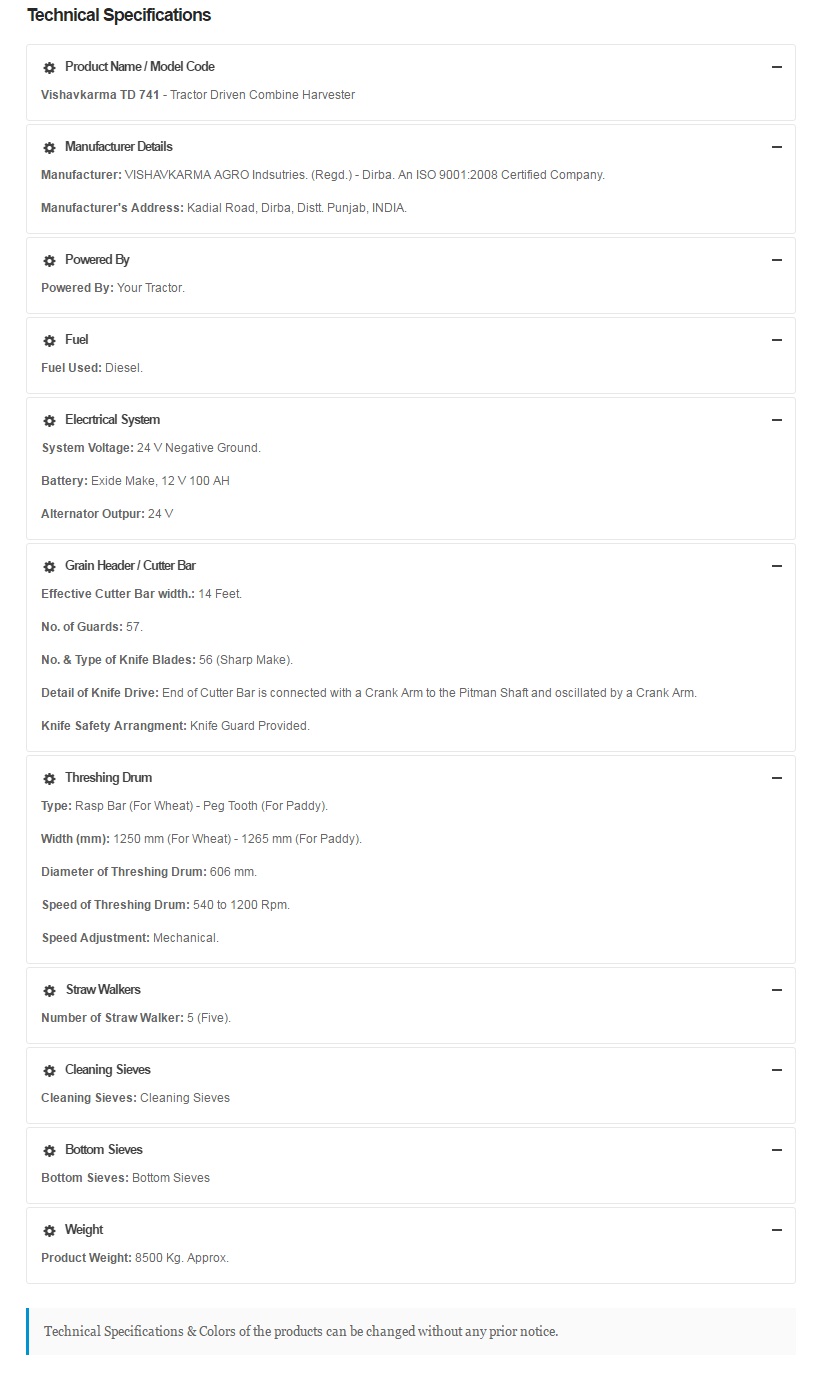 Technical Specifications
Product Name / Model Code
Vishavkarma TD 741 - Tractor Driven Combine Harvester
Manufacturer Details
Manufacturer: VISHAVKARMA AGRO Indsutries. (Regd.) - Dirba. An ISO 9001:2008 Certified Company.
Manufacturer's Address: Kadial Road, Dirba, Distt. Punjab, INDIA.
Powered By
Powered By: Your Tractor.
Fuel
Fuel Used: Diesel.
Elecrtrical System
System Voltage: 24 V Negative Ground.
Battery: Exide Make, 12 V 100 AH
Alternator Outpur: 24 V
Grain Header / Cutter Bar
Effective Cutter Bar width.: 14 Feet.
No. of Guards: 57.
No. & Type of Knife Blades: 56 (Sharp Make).
Detail of Knife Drive: End of Cutter Bar is connected with a Crank Arm to the Pitman Shaft and oscillated by a Crank Arm.
Knife Safety Arrangment: Knife Guard Provided.
Threshing Drum
Type: Rasp Bar (For Wheat) - Peg Tooth (For Paddy).
Width (mm): 1250 mm (For Wheat) - 1265 mm (For Paddy).
Diameter of Threshing Drum: 606 mm.
Speed of Threshing Drum: 540 to 1200 Rpm.
Speed Adjustment: Mechanical.
Straw Walkers
Number of Straw Walker: 5 (Five).
Cleaning Sieves
Cleaning Sieves: Cleaning Sieves
Bottom Sieves
Bottom Sieves: Bottom Sieves
Weight
Product Weight: 8500 Kg. Approx.
Technical Specifications & Colors of the products can be changed without any prior notice.